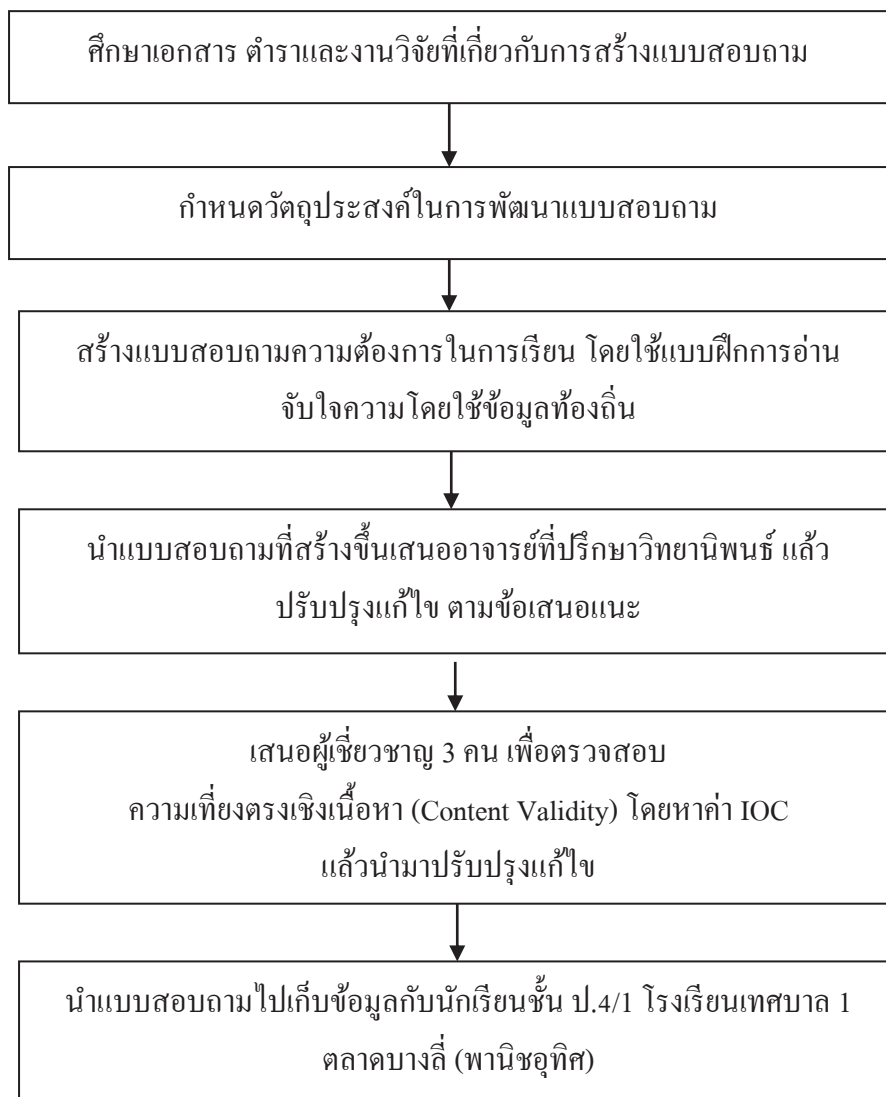 ศึกษาเอกสาร ตำราและงานวิจัยที่เกี่ยวกับการสร้างแบบสอบถาม
กำหนดวัตถุประสงค์ในการพัฒนาแบบสอบถาม
สร้างแบบสอบถามความต้องการในการเรียน โดยใช้แบบฝึกการอ่าน
จับใจความโดยใช้ข้อมูลท้องถิ่น
นำแบบสอบถามที่สร้างขึ้นเสนออาจารย์ที่ปรึกษาวิทยานิพนธ์ แล้ว
ปรับปรุงแก้ไข ตามข้อเสนอแนะ
เสนอผู้เชี่ยวชาญ 3 คน เพื่อตรวจสอบ
ความเที่ยงตรงเชิงเนื้อหา (Content Validity) โดยหาค่า IOC
แล้วนำมาปรับปรุงแก้ไข
นำแบบสอบถามไปเก็บข้อมูลกับนักเรียนชั้น ป.4/1 โรงเรียนเทศบาล 1
ตลาดบางลี่ (พานิชอุทิศ)